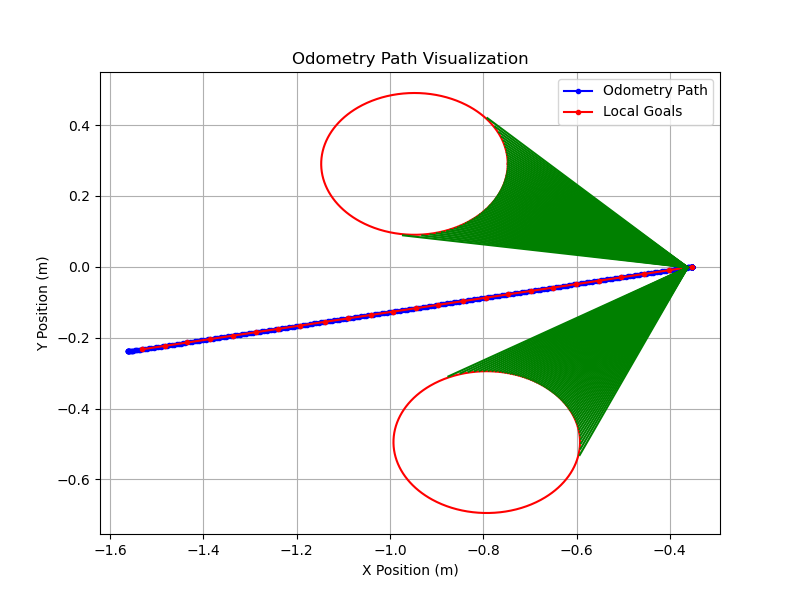 Odometry Path Visualization
Odometry Path
Local Goals
Y Position (m)
0.4
0.2
0.0
−0.2
−0.4
−0.6
−1.6 −1.4 −1.2 −1.0 −0.8 −0.6 −0.4
X Position (m)